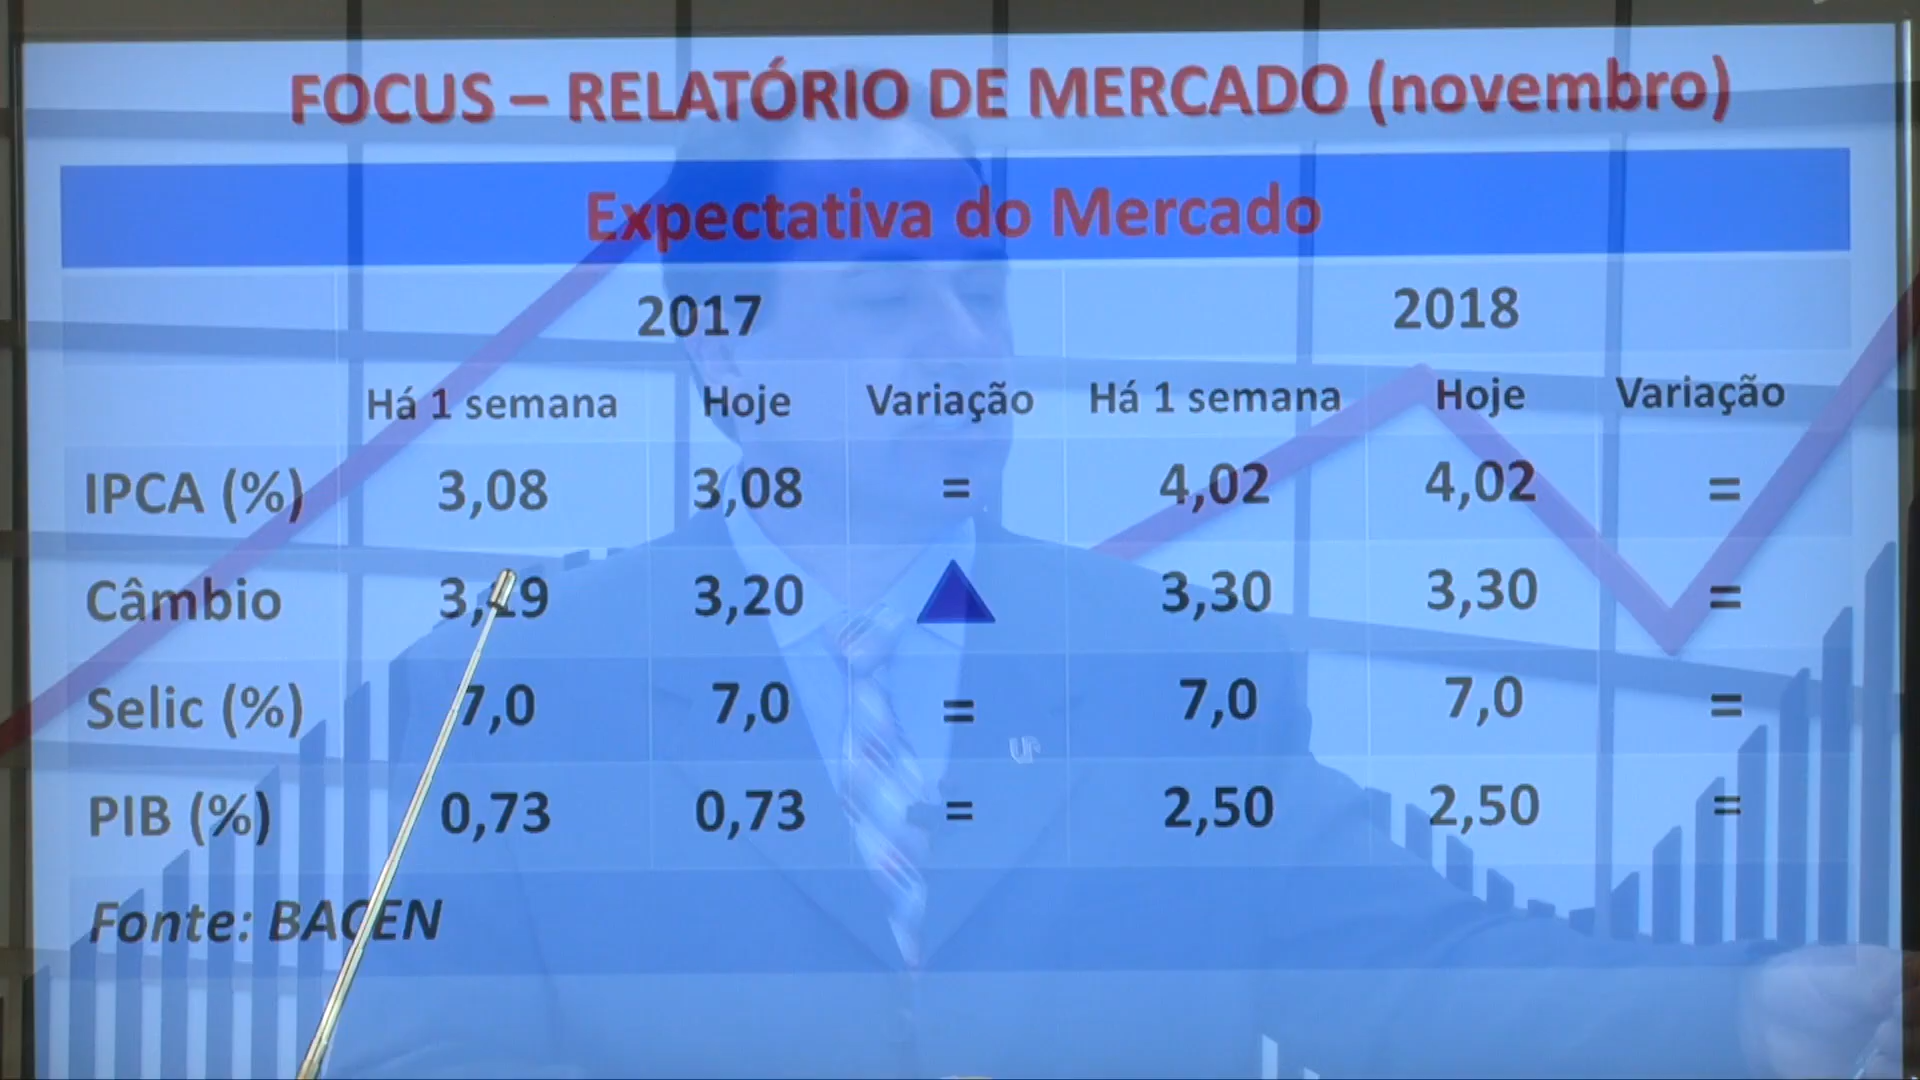 FOCUS – RELATÓRIO DE MERCADO (novembro)
Expectativa do Mercado
2017 2018
Há 1 semana Hoje Variação Há 1 semana Hoje Variação
IPCA (%) 3,08 3,08 = 4,02 4,02 =
Câmbio 3,19 3,20 ▲ 3,30 3,30 =
Selic (%) 7,0 7,0 = 7,0 7,0 =
PIB (%) 0,73 0,73 = 2,50 2,50 =
Fonte: BACEN